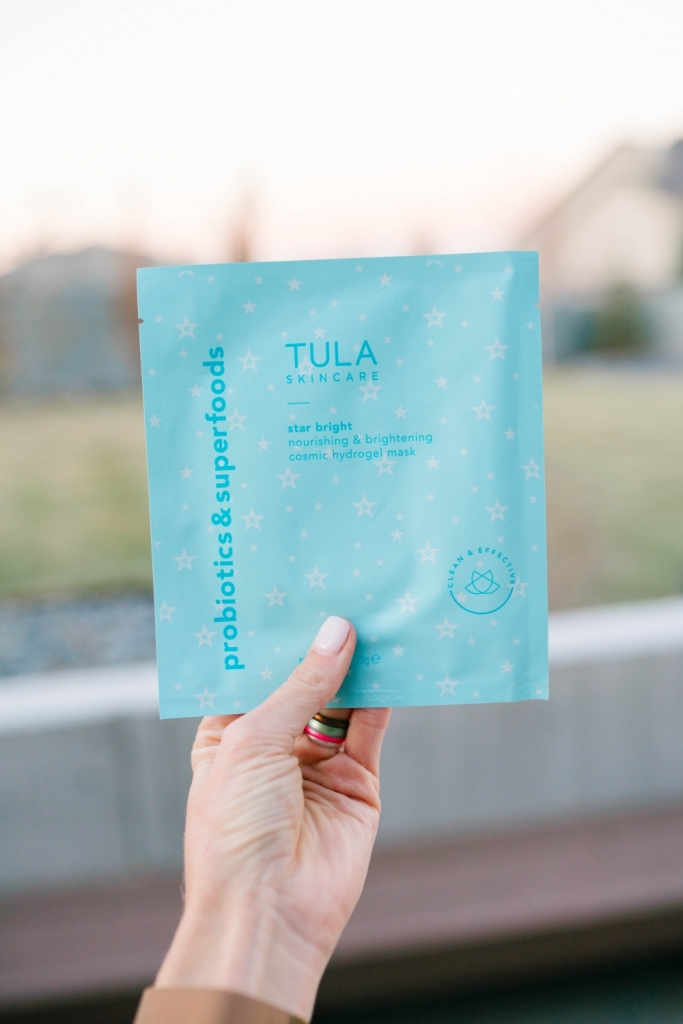 TULA
SKINCARE
star bright
nourishing & brightening
cosmic hydrogel mask
probiotics & superfoods
CLEAN & EFFECTIVE